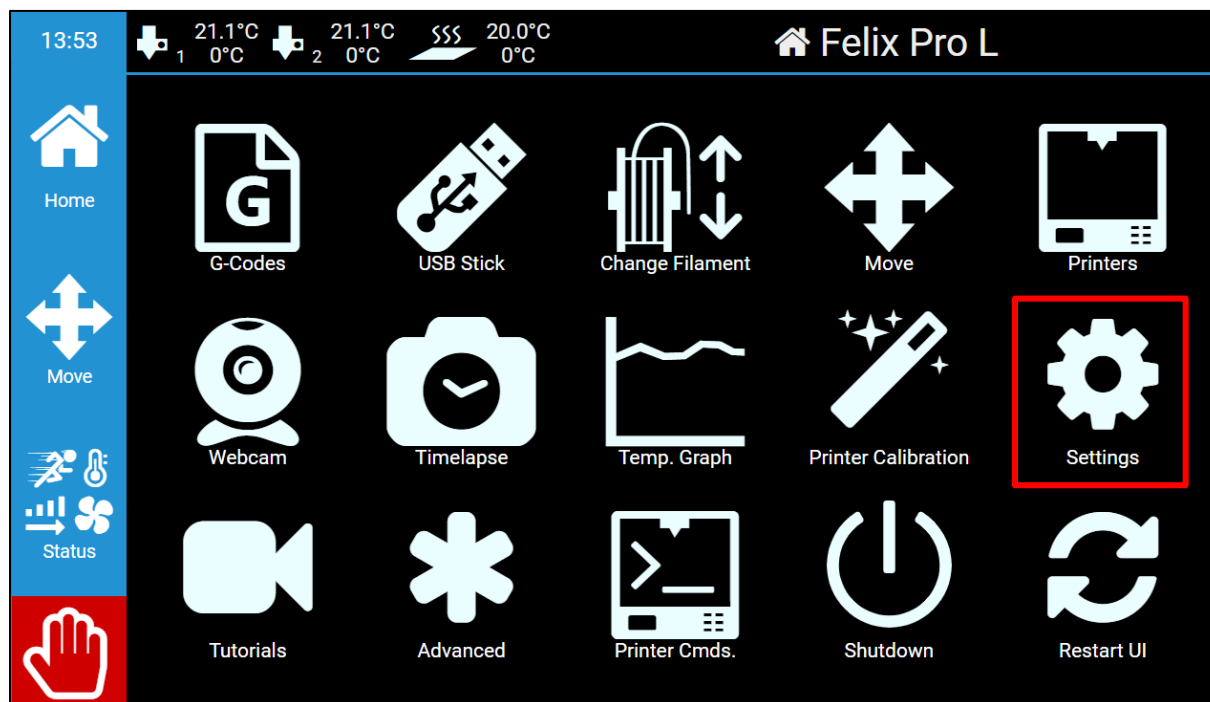 13:53
1 21.1°C 0°C
2 21.1°C 0°C
20.0°C 0°C
Felix Pro L
Home
Move
Status
G
G-Codes
USB Stick
Change Filament
Move
Printers
Webcam
Timelapse
Temp. Graph
Printer Calibration
Settings
Tutorials
Advanced
>_
Printer Cmds.
Shutdown
Restart UI